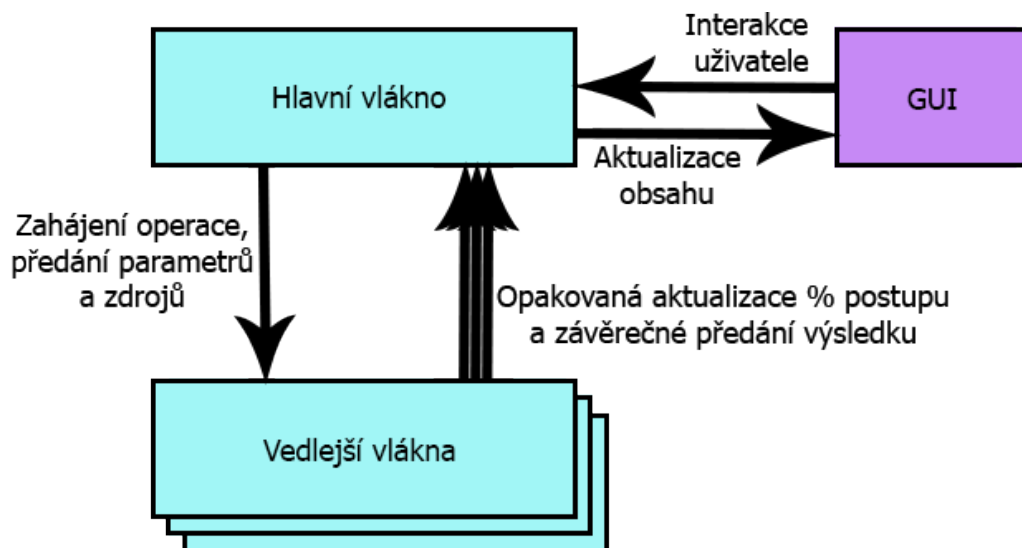 Hlavní vlákno
Interakce
uživatele
GUI
Aktualizace
obsahu
Zahájení operace,
předání parametrů
a zdrojů
Opakovaná aktualizace % postupu
a závěrečné předání výsledku
Vedlejší vlákna